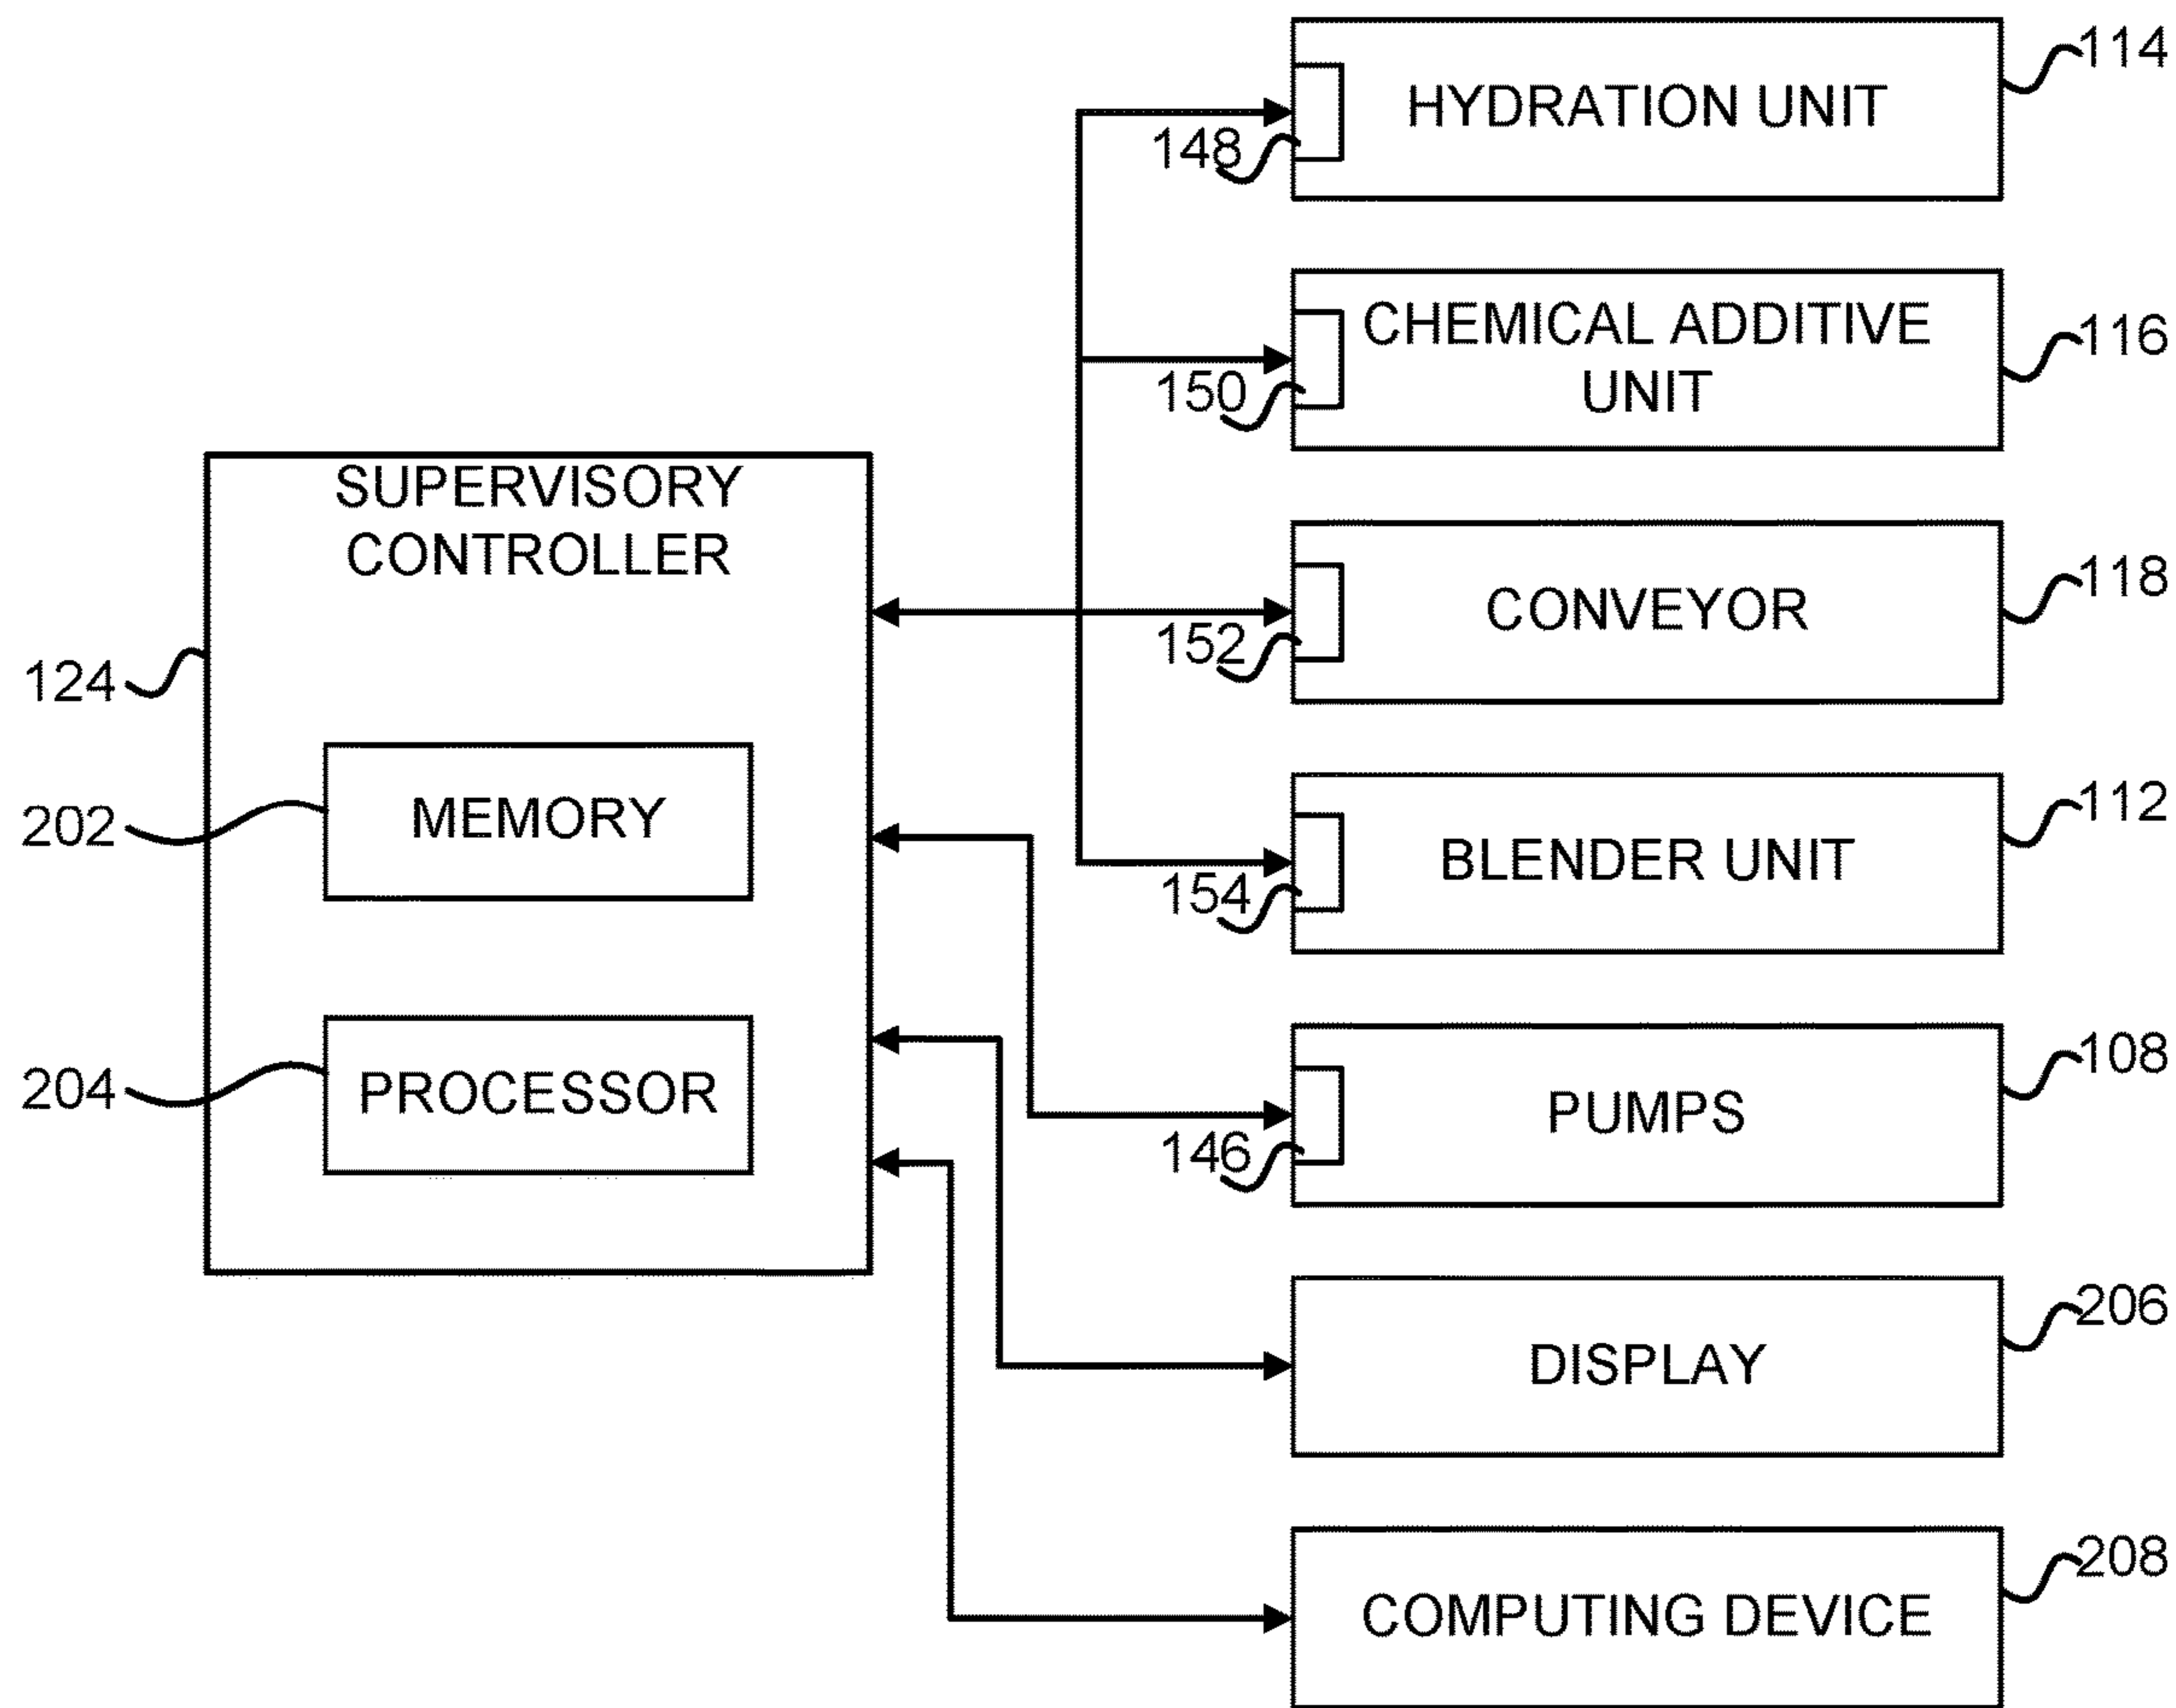 114
HYDRATION UNIT
148
CHEMICAL ADDITIVE
UNIT
116
150
SUPERVISORY
CONTROLLER
118
CONVEYOR
152
124
112
MEMORY
202
BLENDER UNIT
154
108
PROCESSOR
204
PUMPS
146
206
DISPLAY
208
COMPUTING DEVICE